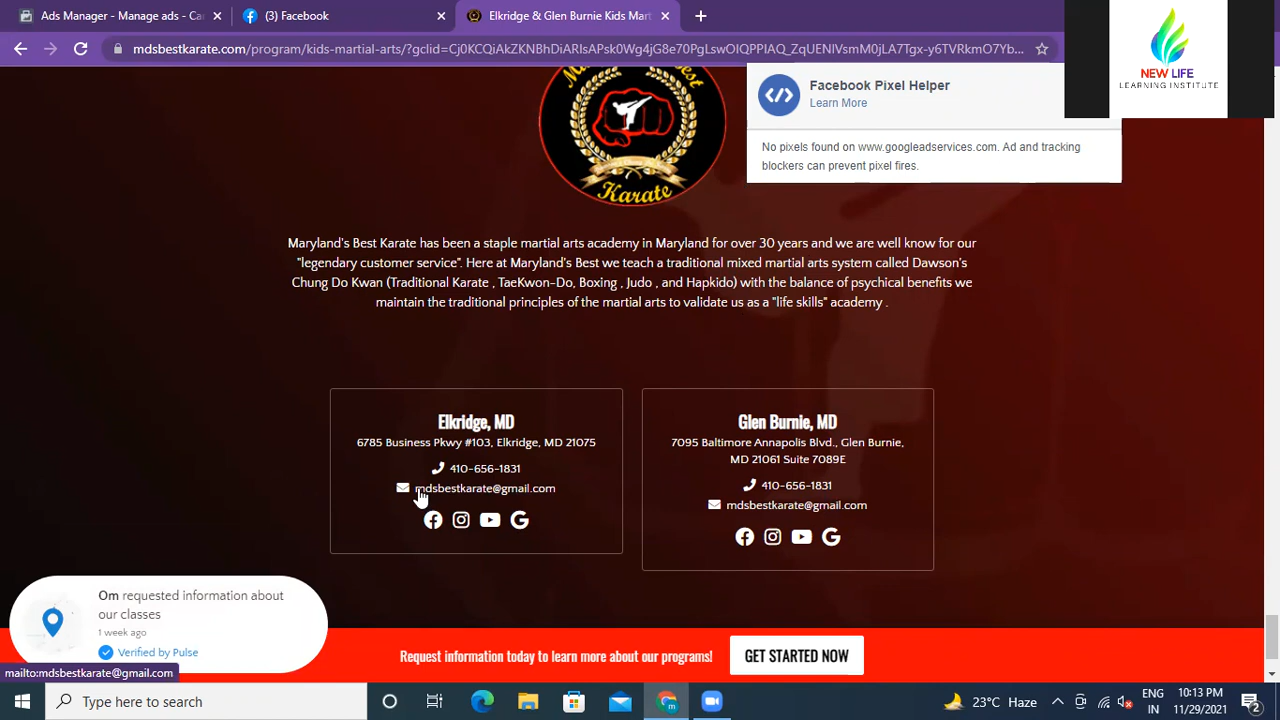 Ads Manager - Manage ads - Ca
(3) Facebook
Elkridge & Glen Burnie Kids Mart
mdsbestkarate.com/program/kids-martial-arts/?gclid=
NEW LIFE
LEARNING INSTITUTE
Facebook Pixel Helper
Learn More
No pixels found on www.googleadservices.com. Ad and tracking
blockers can prevent pixel fires.
Karate
Maryland's Best Karate has been a staple martial arts academy in Maryland for over 30 years and we are well know for our
"legendary customer service". Here at Maryland's Best we teach a traditional mixed martial arts system called Dawson's
Chung Do Kwan (Traditional Karate , TaeKwon-Do, Boxing , Judo , and Hapkido) with the balance of psychical benefits we
maintain the traditional principles of the martial arts to validate us as a "life skills" academy .
Elkridge, MD
6785 Business Pkwy #103, Elkridge, MD 21075
410-656-1831
mdsbestkarate@gmail.com
Glen Burnie, MD
7095 Baltimore Annapolis Blvd., Glen Burnie,
MD 21061 Suite 7089E
410-656-1831
mdsbestkarate@gmail.com
Om requested information about
our classes
1 week ago
Verified by Pulse
Request information today to learn more about our programs!
GET STARTED NOW
mailto:mdsbestkarate@gmail.com
Type here to search
23°C Haze
ENG
IN
10:13 PM
11/29/2021
2